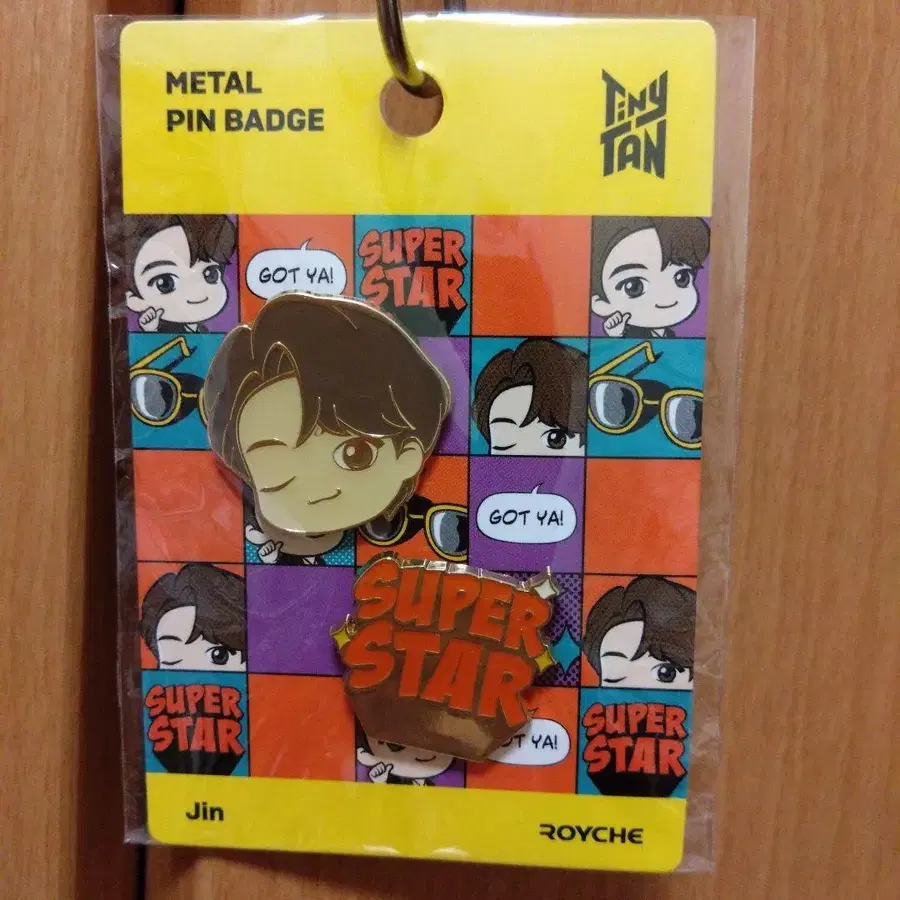 METAL
PIN BADGE
TINY
TAN
GOT YA!
SUPER
STAR
GOT YA!
SUPER
STAR
SUPER
STAR
YA!
SUPER
STAR
Jin
ROYCHE